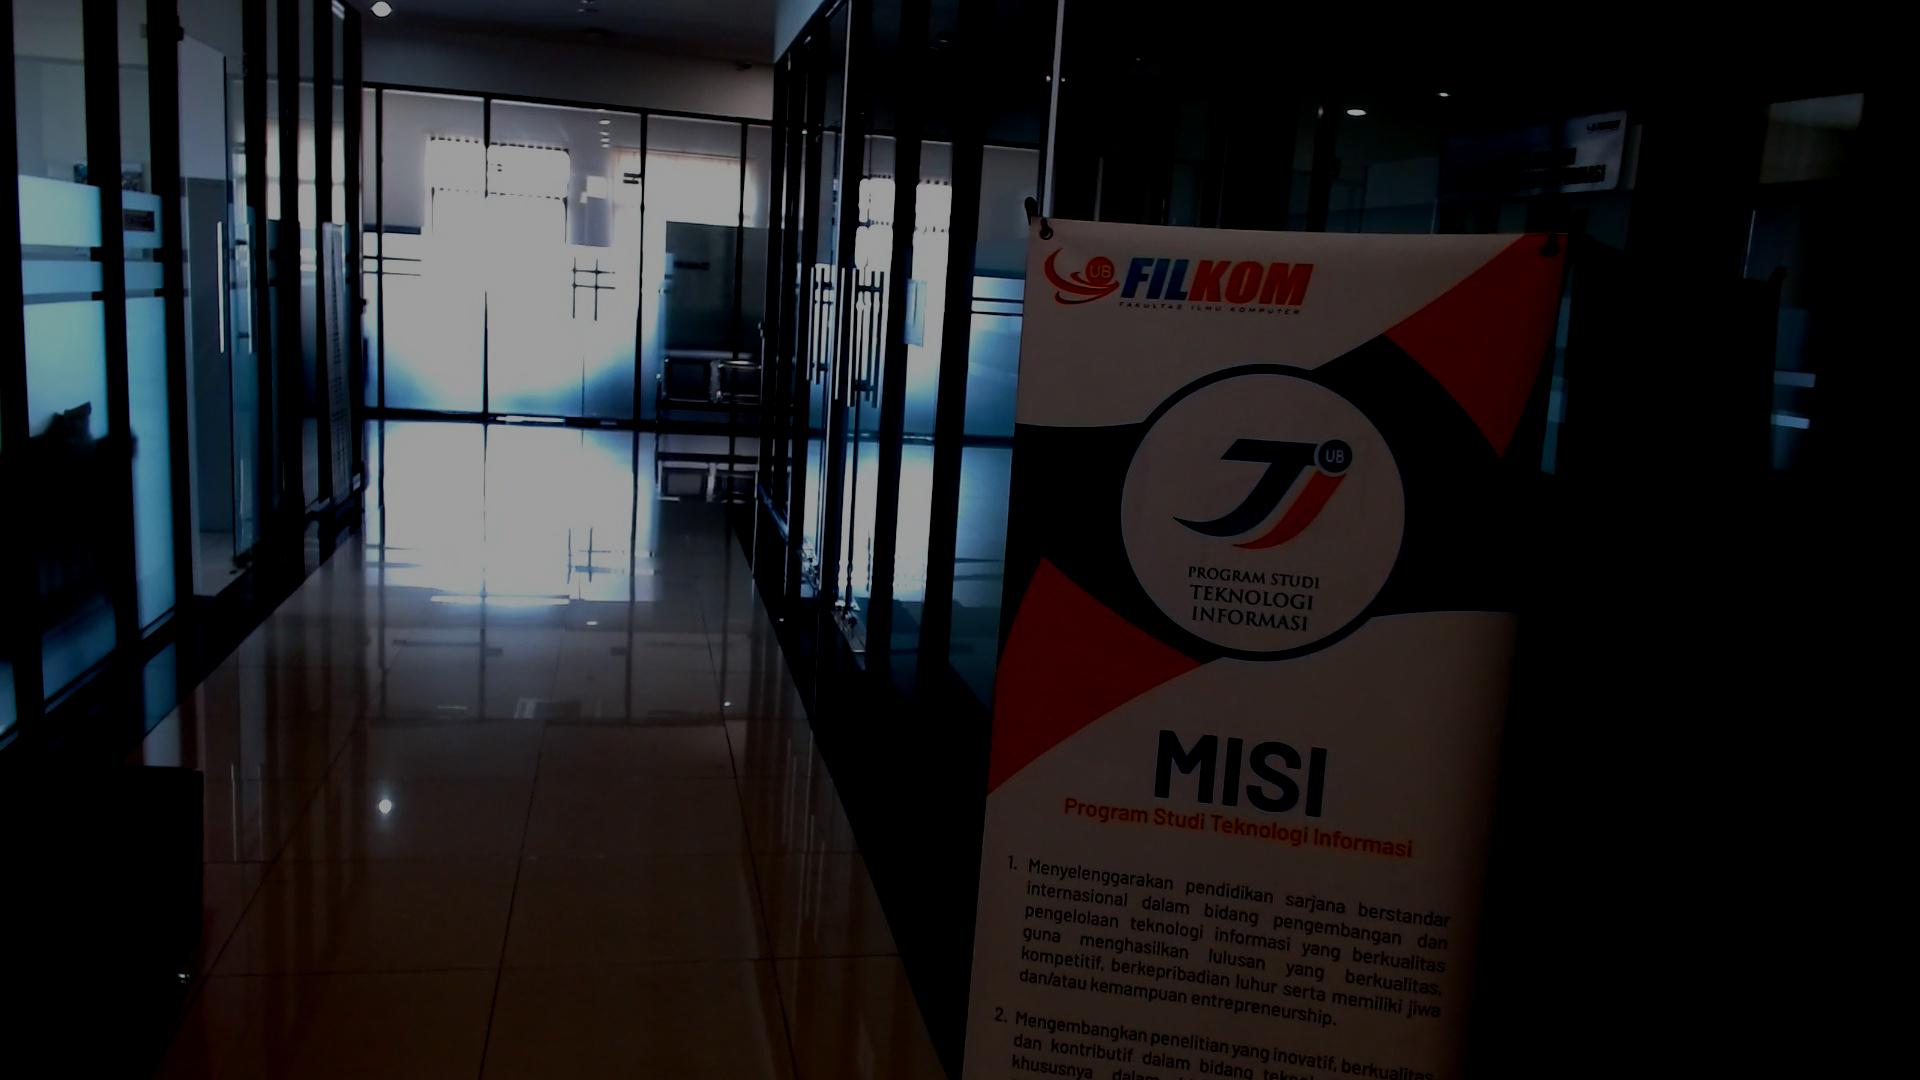 UB FILKOM
FAKULTAS ILMU KOMPUTER
UB
PROGRAM STUDI
TEKNOLOGI
INFORMASI
MISI
Program Studi Teknologi Informasi
1. Menyelenggarakan pendidikan sarjana berstandar
internasional dalam bidang pengembangan dan
pengelolaan teknologi informasi yang berkualitas
guna menghasilkan lulusan yang berkualitas,
kompetitif, berkepribadian luhur serta memiliki jiwa
dan/atau kemampuan entrepreneurship.
2. Mengembangkan penelitian yang inovatif, berkualitas
dan kontributif dalam bidang
khususnya dalam